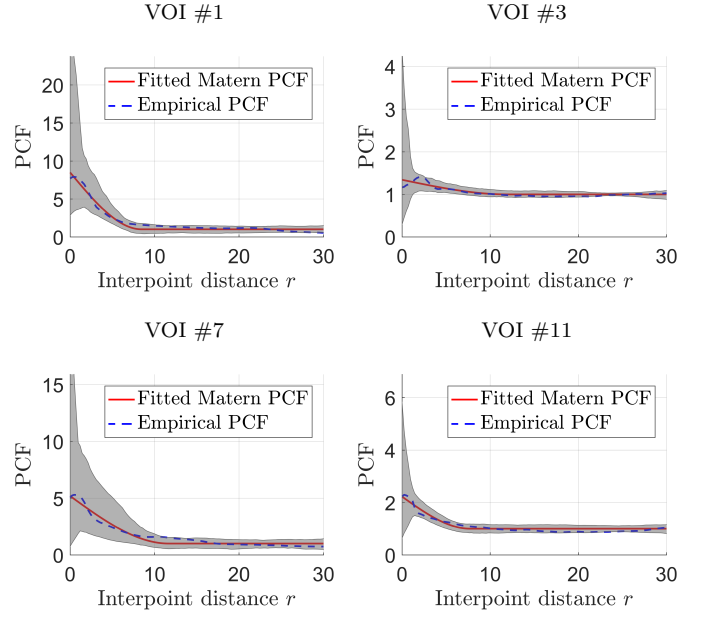 VOI #1
VOI #3
PCF
20
15
10
5
0
Fitted Matern PCF
Empirical PCF
0
10
20
30
Interpoint distance r
PCF
4
3
2
1
0
Fitted Matern PCF
Empirical PCF
0
10
20
30
Interpoint distance r
VOI #7
VOI #11
PCF
15
10
5
0
Fitted Matern PCF
Empirical PCF
0
10
20
30
Interpoint distance r
PCF
6
4
2
0
Fitted Matern PCF
Empirical PCF
0
10
20
30
Interpoint distance r